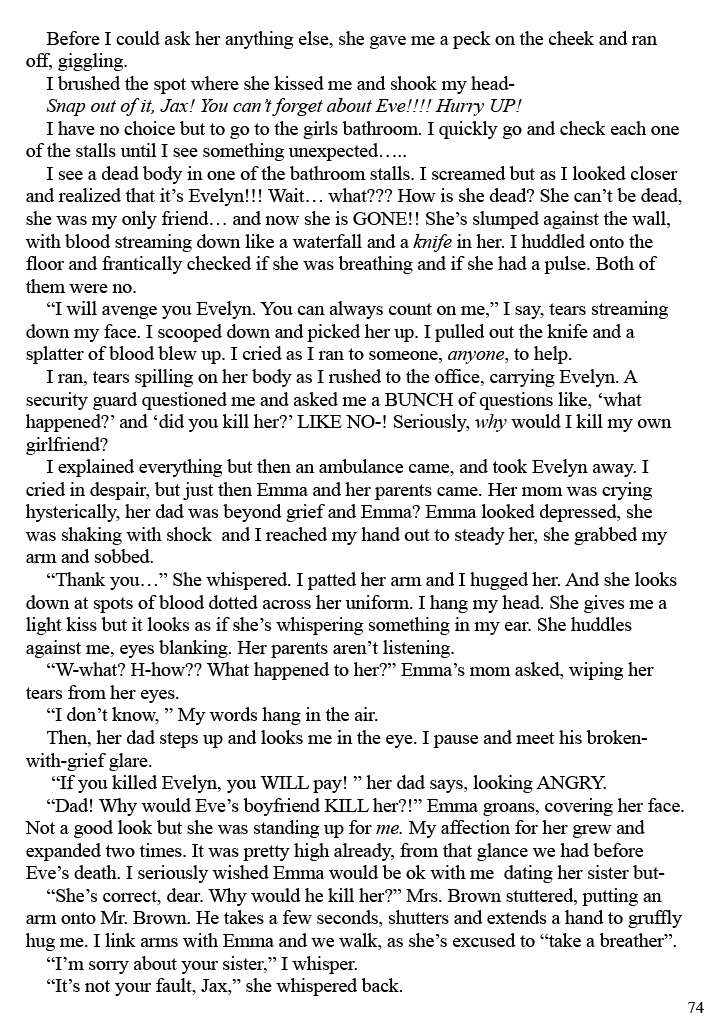 Before I could ask her anything else, she gave me a peck on the cheek and ran
off, giggling.
I brushed the spot where she kissed me and shook my head-
Snap out of it, Jax! You can't forget about Eve!!!! Hurry UP!
I have no choice but to go to the girls bathroom. I quickly go and check each one
of the stalls until I see something unexpected…..
I see a dead body in one of the bathroom stalls. I screamed but as I looked closer
and realized that it's Evelyn!!! Wait… what??? How is she dead? She can't be dead,
she was my only friend… and now she is GONE!! She's slumped against the wall,
with blood streaming down like a waterfall and a knife in her. I huddled onto the
floor and frantically checked if she was breathing and if she had a pulse. Both of
them were no.
“I will avenge you Evelyn. You can always count on me,” I say, tears streaming
down my face. I scooped down and picked her up. I pulled out the knife and a
splatter of blood blew up. I cried as I ran to someone, anyone, to help.
I ran, tears spilling on her body as I rushed to the office, carrying Evelyn. A
security guard questioned me and asked me a BUNCH of questions like, ‘what
happened?’ and ‘did you kill her?’ LIKE NO-! Seriously, why would I kill my own
girlfriend?
I explained everything but then an ambulance came, and took Evelyn away. I
cried in despair, but just then Emma and her parents came. Her mom was crying
hysterically, her dad was beyond grief and Emma? Emma looked depressed, she
was shaking with shock  and I reached my hand out to steady her, she grabbed my
arm and sobbed.
“Thank you…” She whispered. I patted her arm and I hugged her. And she looks
down at spots of blood dotted across her uniform. I hang my head. She gives me a
light kiss but it looks as if she's whispering something in my ear. She huddles
against me, eyes blanking. Her parents aren't listening.
“W-what? H-how?? What happened to her?” Emma's mom asked, wiping her
tears from her eyes.
“I don't know, ” My words hang in the air.
Then, her dad steps up and looks me in the eye. I pause and meet his broken-
with-grief glare.
“If you killed Evelyn, you WILL pay! ” her dad says, looking ANGRY.
“Dad! Why would Eve's boyfriend KILL her?!” Emma groans, covering her face.
Not a good look but she was standing up for me. My affection for her grew and
expanded two times. It was pretty high already, from that glance we had before
Eve's death. I seriously wished Emma would be ok with me  dating her sister but-
“She's correct, dear. Why would he kill her?” Mrs. Brown stuttered, putting an
arm onto Mr. Brown. He takes a few seconds, shutters and extends a hand to gruffly
hug me. I link arms with Emma and we walk, as she's excused to “take a breather”.
“I'm sorry about your sister,” I whisper.
“It's not your fault, Jax,” she whispered back.
74